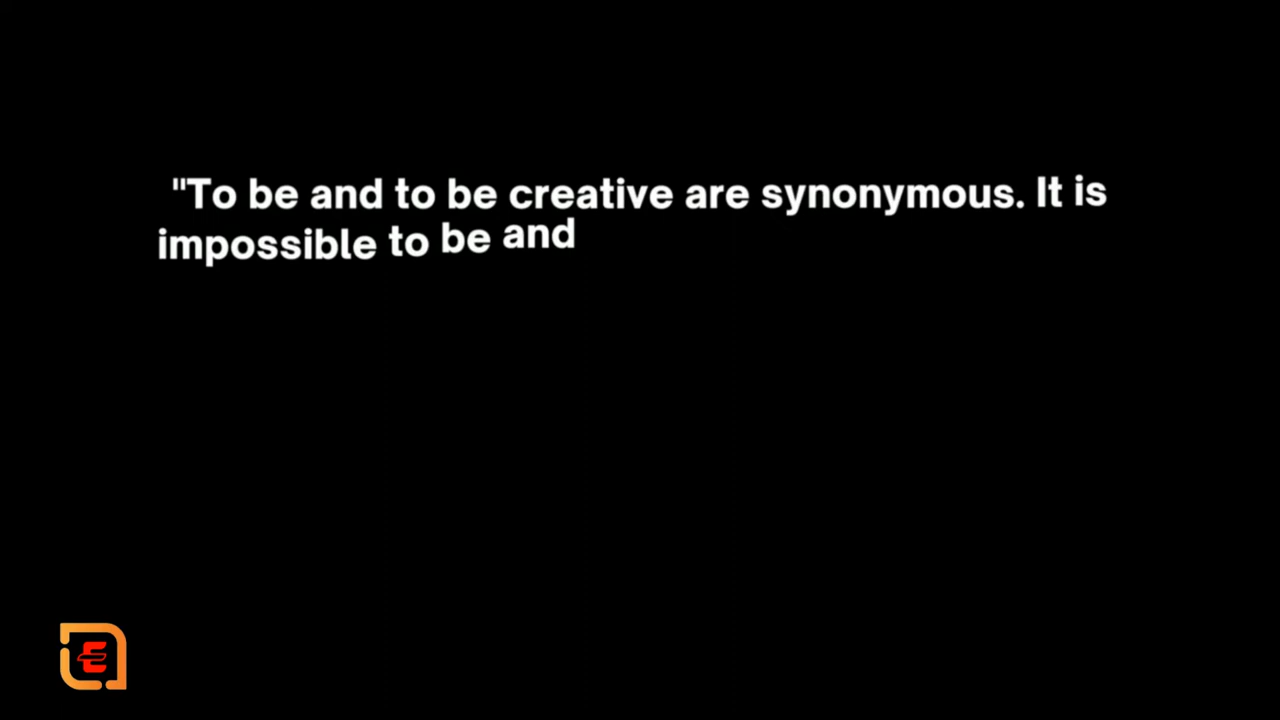 "To be and to be creative are synonymous. It is
impossible to be and
E